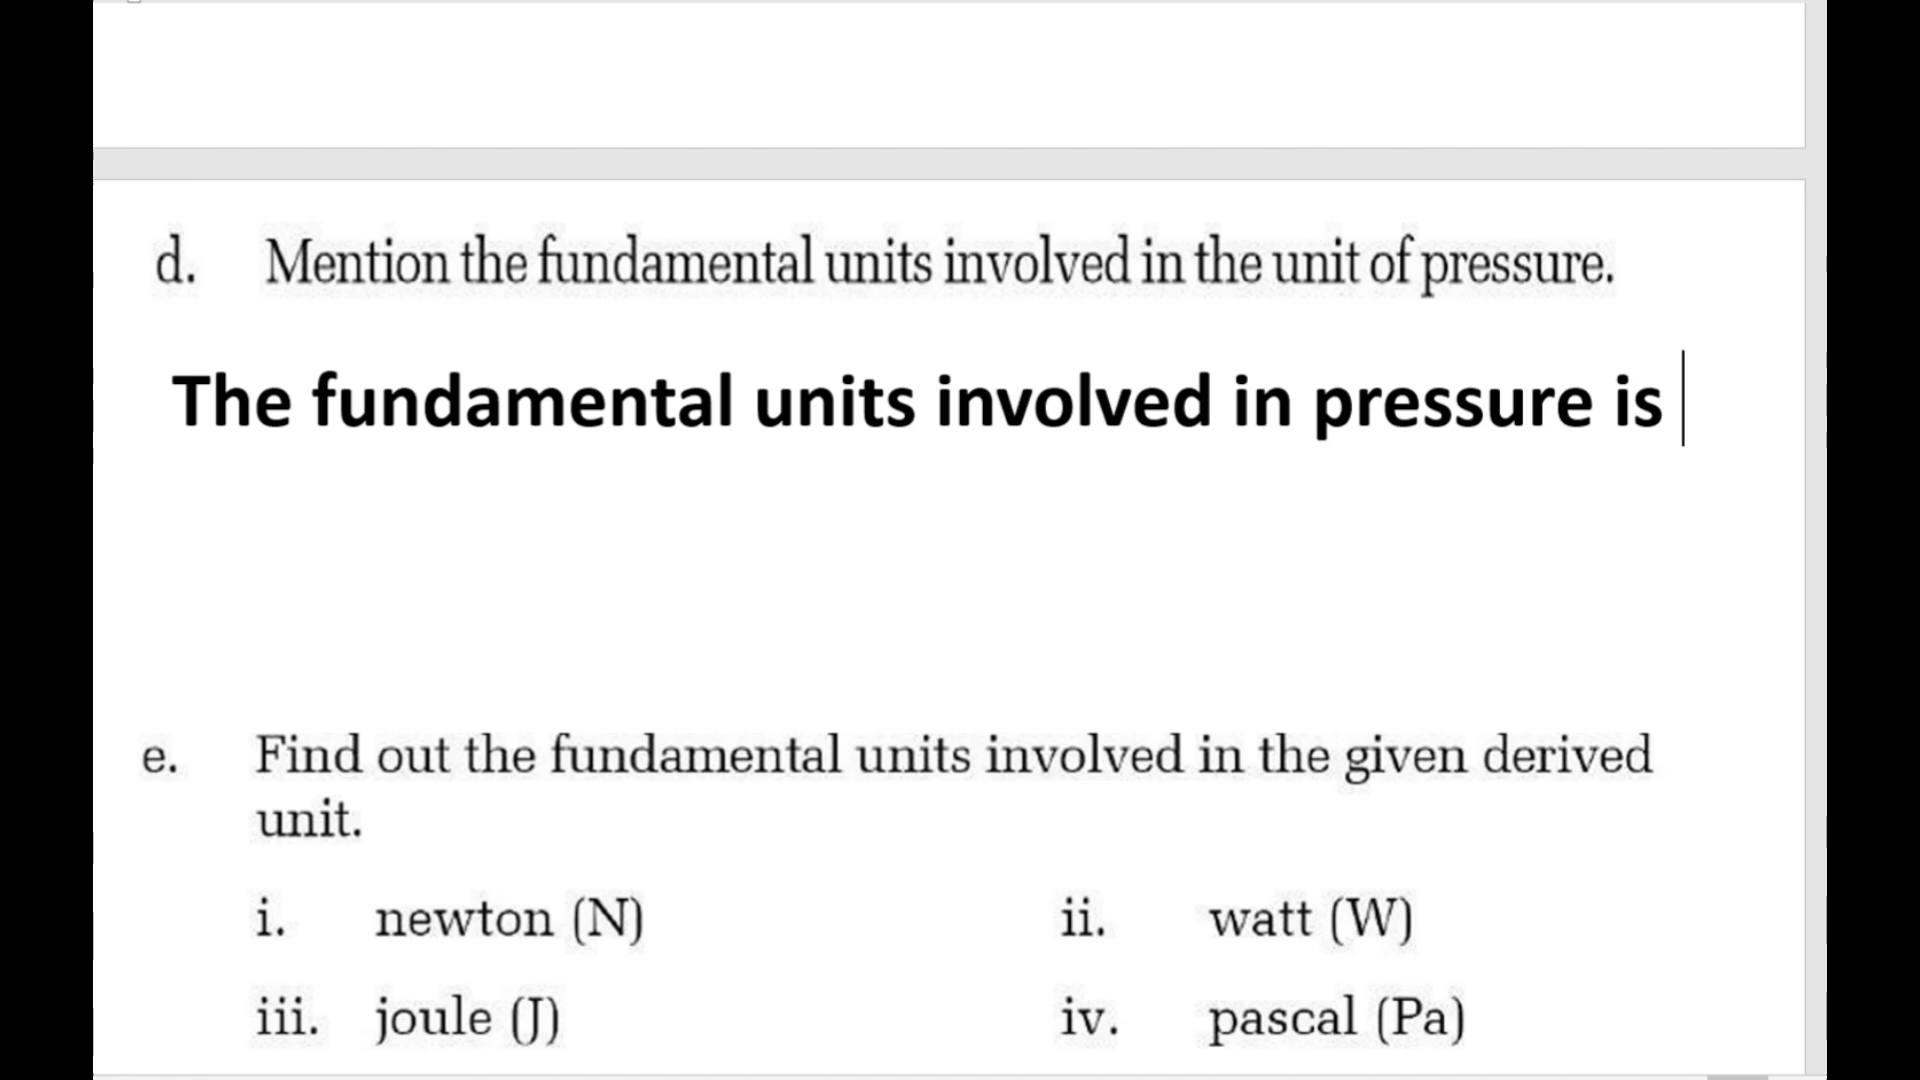 d. Mention the fundamental units involved in the unit of pressure.
The fundamental units involved in pressure is
e. Find out the fundamental units involved in the given derived
unit.
i. newton (N) ii. watt (W)
iii. joule (J) iv. pascal (Pa)